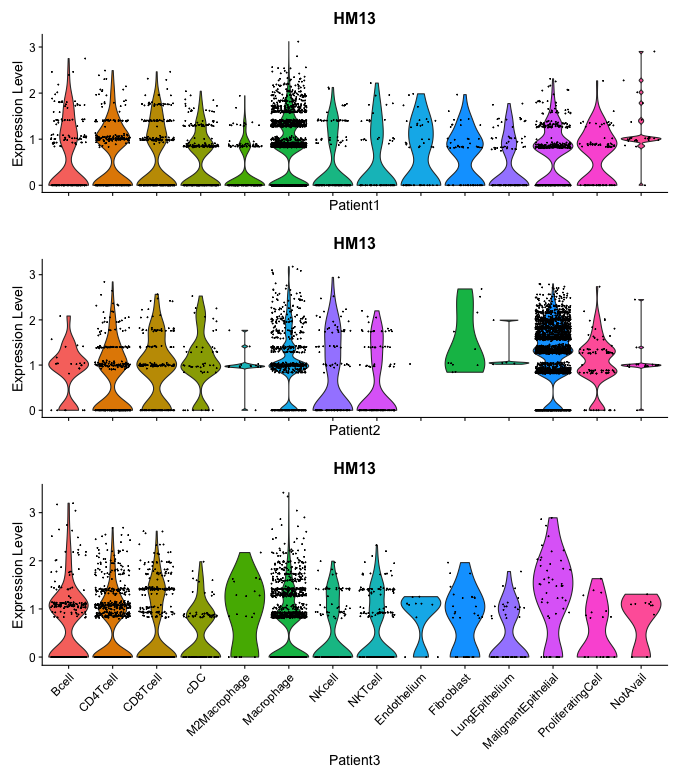 HM13
Expression Level
3
2
1
0
Patient1
HM13
Expression Level
3
2
1
0
Patient2
HM13
Expression Level
3
2
1
0
Bcell
CD4Tcell
CD8Tcell
cDC
M2Macrophage
Macrophage
NKcell
NKTcell
Endothelium
Fibroblast
LungEpithelium
MalignantEpithelial
ProliferatingCell
NotAvail
Patient3